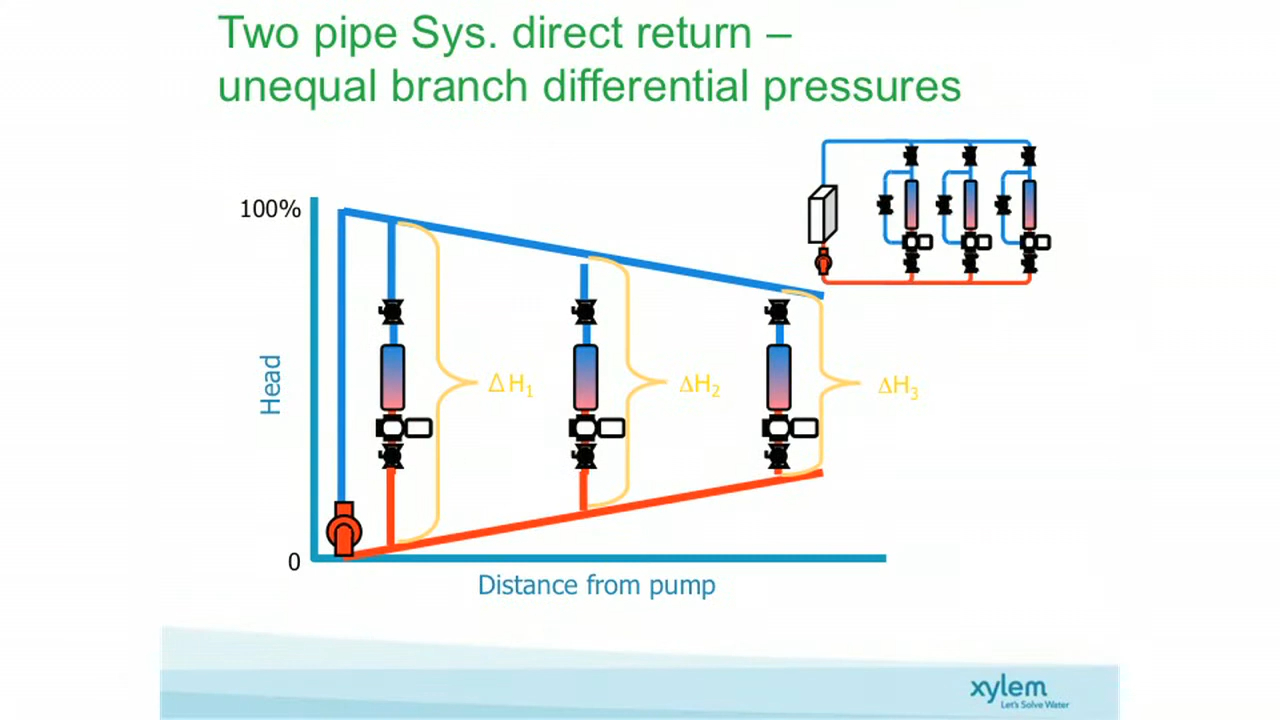 Two pipe Sys. direct return –
unequal branch differential pressures
100%
Head
Δ H₁
ΔH₂
ΔH₃
0
Distance from pump
xylem
Let's Solve Water